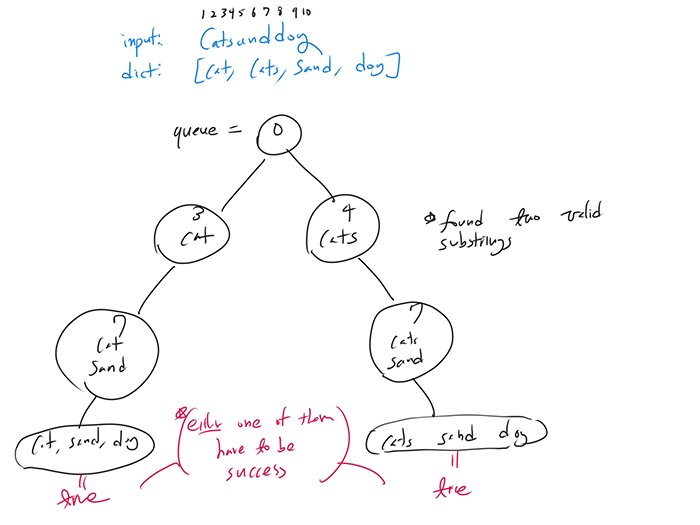 1 2 3 4 5 6 7 8 9 10
input: Catsanddog
dict: [Cat, Cats, Sand, dog]
queue = 0
3
Cat
4
Cats
* found two valid
substrings
7
Cat
Sand
7
Cats
sand
Cat, sand, dog
* either one of them
have to be
success
Cats sand dog
true
true